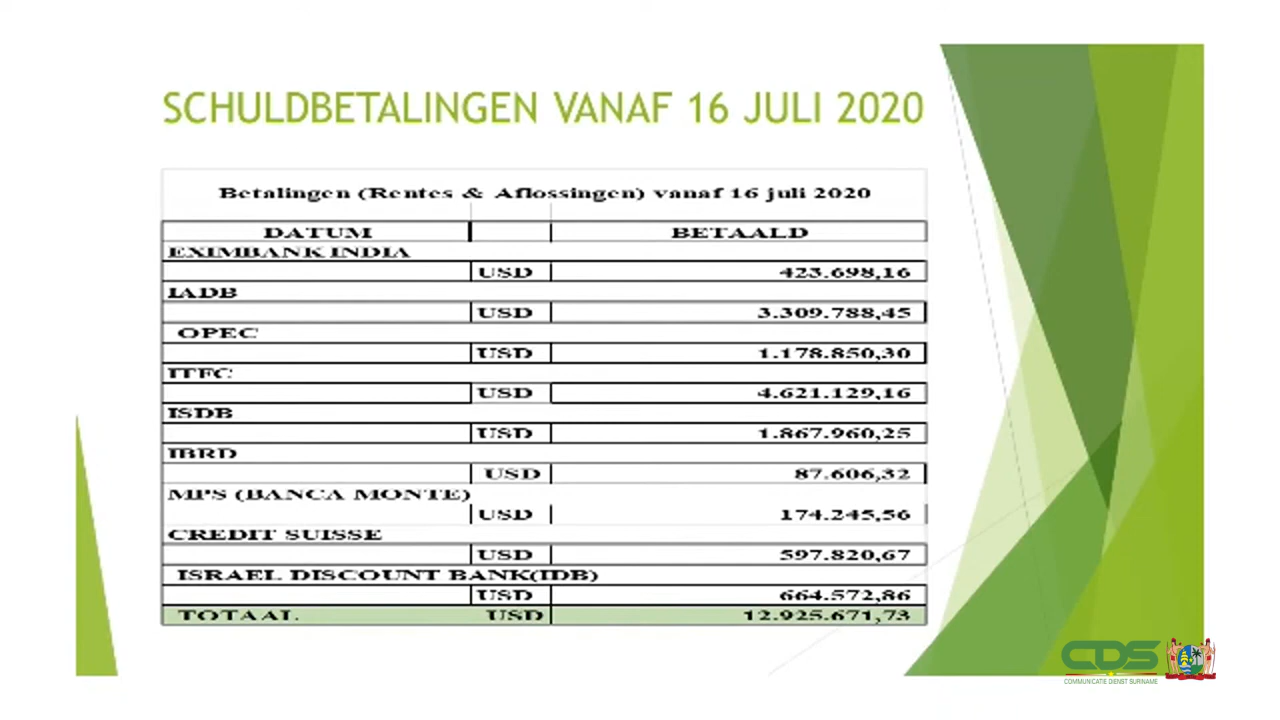 SCHULDBETALINGEN VANAF 16 JULI 2020
Betalingen (Rentes & Aflossingen) vanaf 16 juli 2020
DATUM BETAALD
EXIMBANK INDIA
USD 423.698,16
IADB
USD 3.309.788,45
OPEC
USD 1.178.850,30
ITFC
USD 4.621.129,16
ISDB
USD 1.867.960,25
IBRD
USD 87.606,32
MPS (BANCA MONTE)
USD 174.245,56
CREDIT SUISSE
USD 597.820,67
ISRAEL DISCOUNT BANK(IDB)
USD 664.572,86
TOTAAL USD 12.925.671,73
CDS
COMMUNICATIE DIENST SURINAME